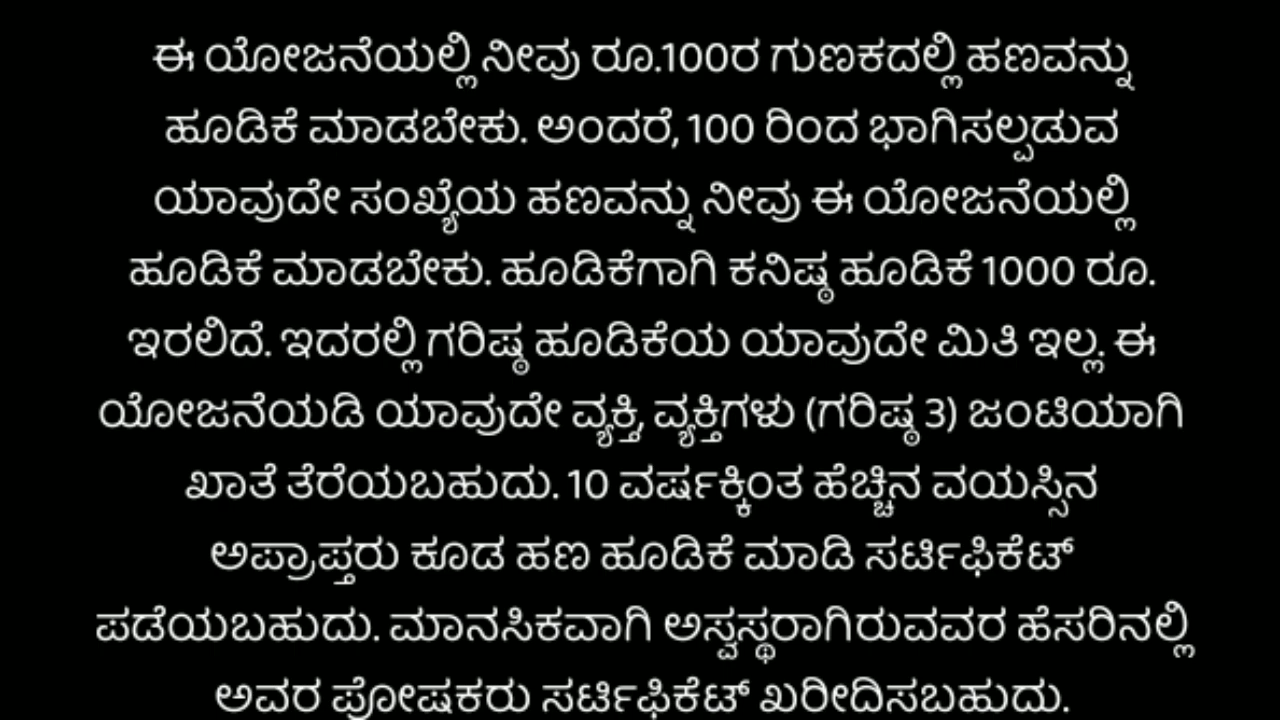 ಈ ಯೋಜನೆಯಲ್ಲಿ ನೀವು ರೂ.100ರ ಗುಣಕದಲ್ಲಿ ಹಣವನ್ನು
ಹೂಡಿಕೆ ಮಾಡಬೇಕು. ಅಂದರೆ, 100 ರಿಂದ ಭಾಗಿಸಲ್ಪಡುವ
ಯಾವುದೇ ಸಂಖ್ಯೆಯ ಹಣವನ್ನು ನೀವು ಈ ಯೋಜನೆಯಲ್ಲಿ
ಹೂಡಿಕೆ ಮಾಡಬೇಕು. ಹೂಡಿಕೆಗಾಗಿ ಕನಿಷ್ಠ ಹೂಡಿಕೆ 1000 ರೂ.
ಇರಲಿದೆ. ಇದರಲ್ಲಿ ಗರಿಷ್ಠ ಹೂಡಿಕೆಯ ಯಾವುದೇ ಮಿತಿ ಇಲ್ಲ. ಈ
ಯೋಜನೆಯಡಿ ಯಾವುದೇ ವ್ಯಕ್ತಿ, ವ್ಯಕ್ತಿಗಳು (ಗರಿಷ್ಠ 3) ಜಂಟಿಯಾಗಿ
ಖಾತೆ ತೆರೆಯಬಹುದು. 10 ವರ್ಷಕ್ಕಿಂತ ಹೆಚ್ಚಿನ ವಯಸ್ಸಿನ
ಅಪ್ರಾಪ್ತರು ಕೂಡ ಹಣ ಹೂಡಿಕೆ ಮಾಡಿ ಸರ್ಟಿಫಿಕೆಟ್
ಪಡೆಯಬಹುದು. ಮಾನಸಿಕವಾಗಿ ಅಸ್ವಸ್ಥರಾಗಿರುವವರ ಹೆಸರಿನಲ್ಲಿ
ಅವರ ಪೋಷಕರು ಸರ್ಟಿಫಿಕೆಟ್ ಖರೀದಿಸಬಹುದು.